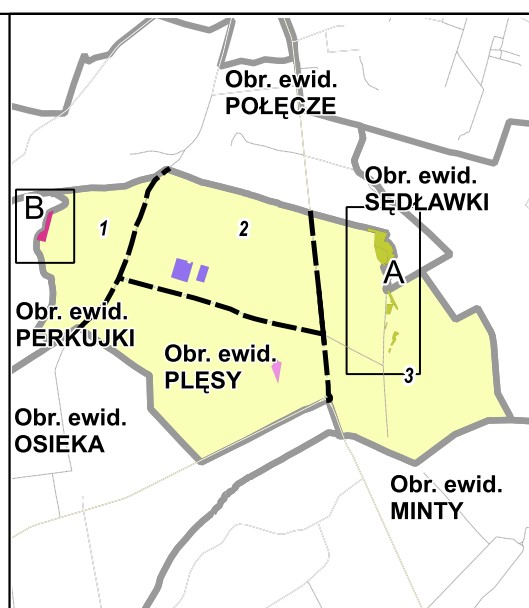 Obr. ewid.
POŁĘCZE
Obr. ewid.
SĘDŁAWKI
B
1
2
A
Obr. ewid.
PERKUJKI
Obr. ewid.
PLĘSY
3
Obr. ewid.
OSIEKA
Obr. ewid.
MINTY